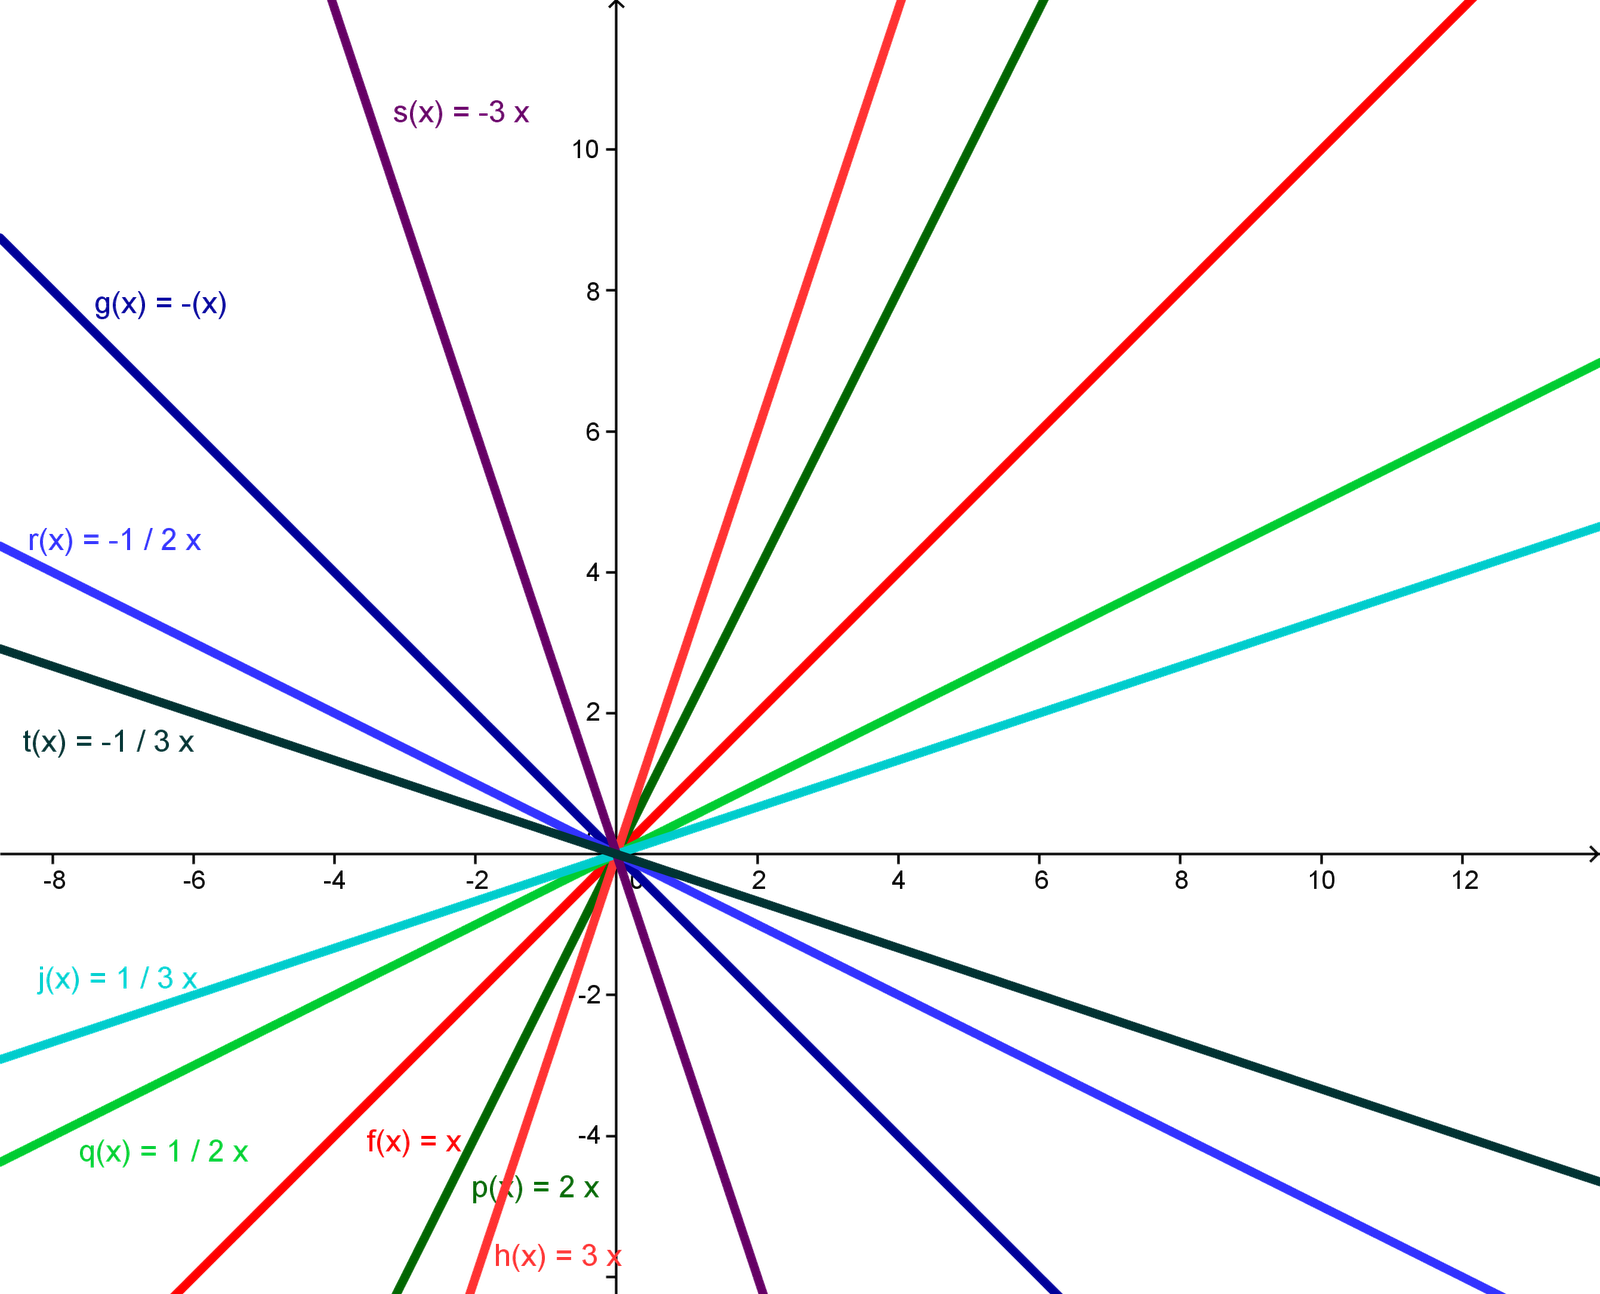 s(x) = -3 x
10
g(x) = -(x)
8
6
r(x) = -1 / 2 x
4
2
t(x) = -1 / 3 x
-8 -6 -4 -2 0 2 4 6 8 10 12
j(x) = 1 / 3 x
-2
f(x) = x
-4
q(x) = 1 / 2 x
p(x) = 2 x
h(x) = 3 x